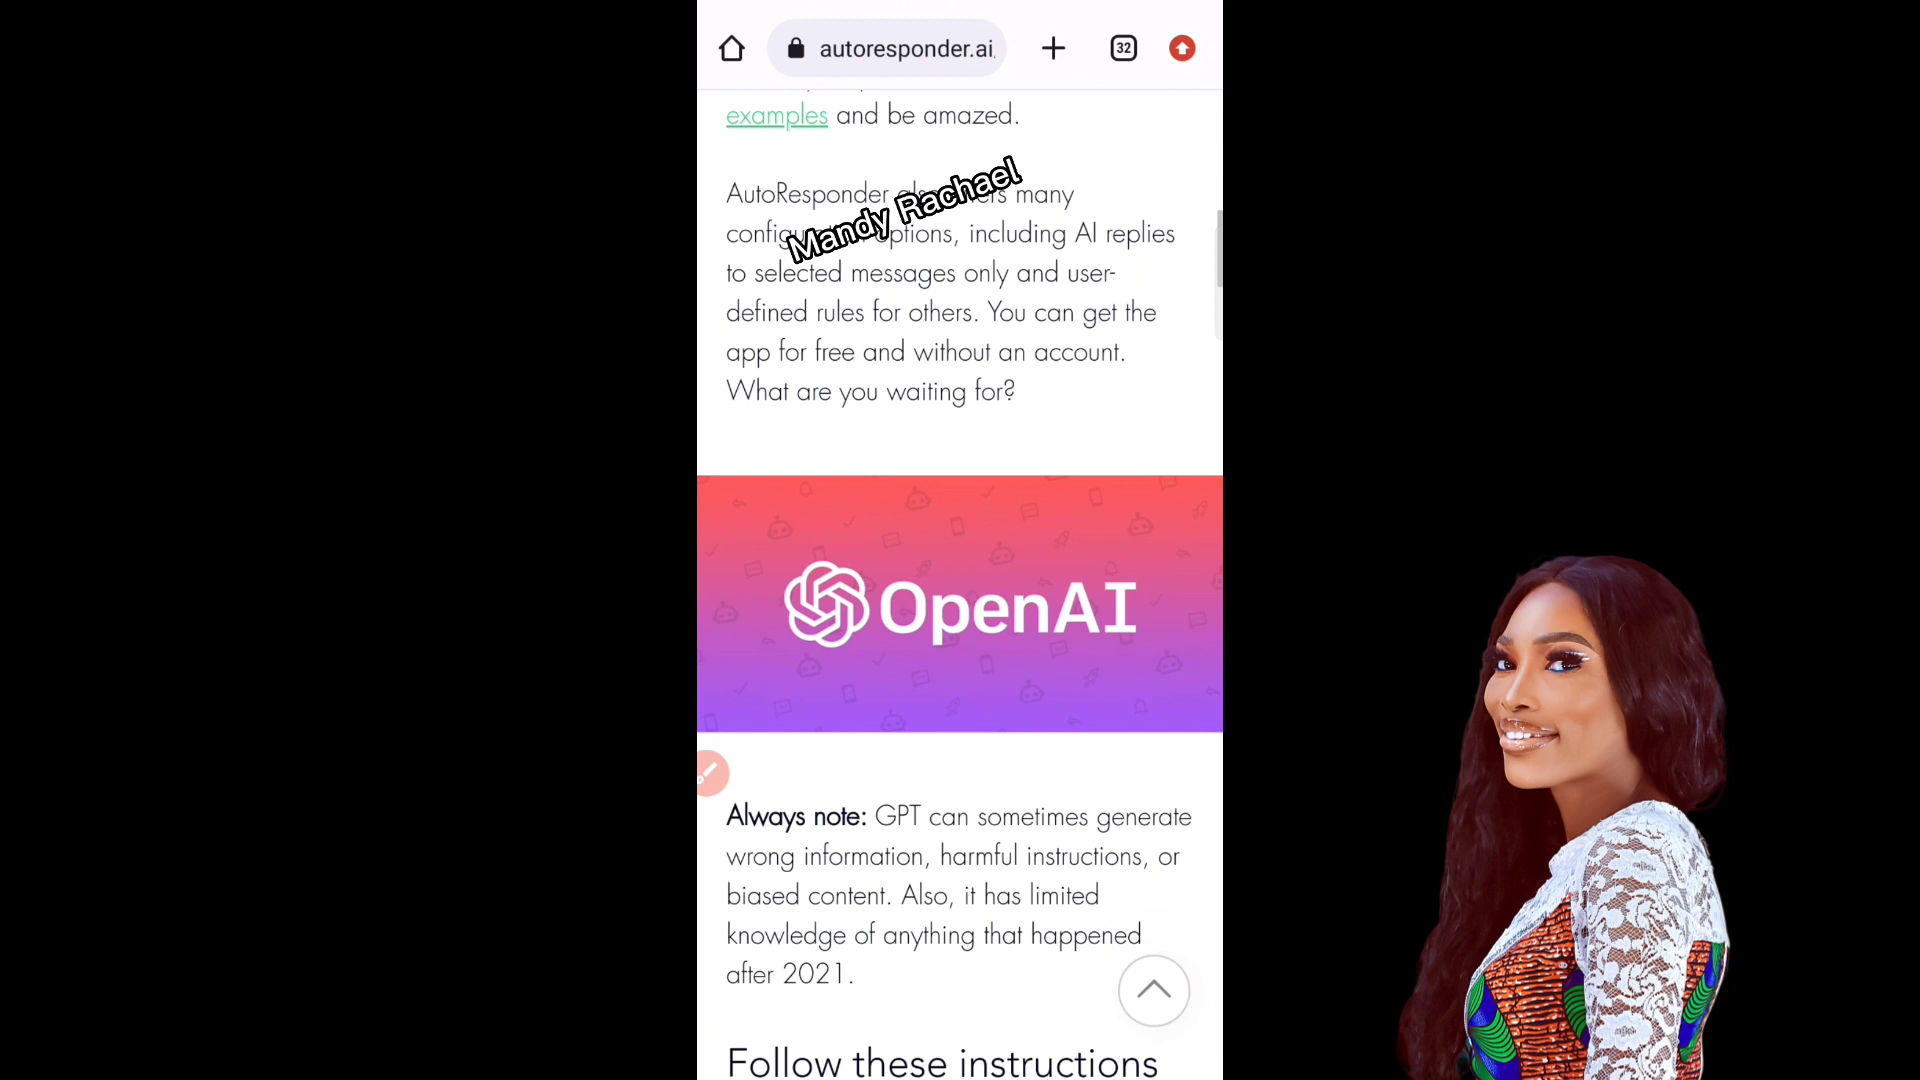 autoresponder.ai
32
examples and be amazed.
Mandy Rachael
AutoResponder many
options, including AI replies
to selected messages only and user-
defined rules for others. You can get the
app for free and without an account.
What are you waiting for?
OpenAI
Always note: GPT can sometimes generate
wrong information, harmful instructions, or
biased content. Also, it has limited
knowledge of anything that happened
after 2021.
Follow these instructions